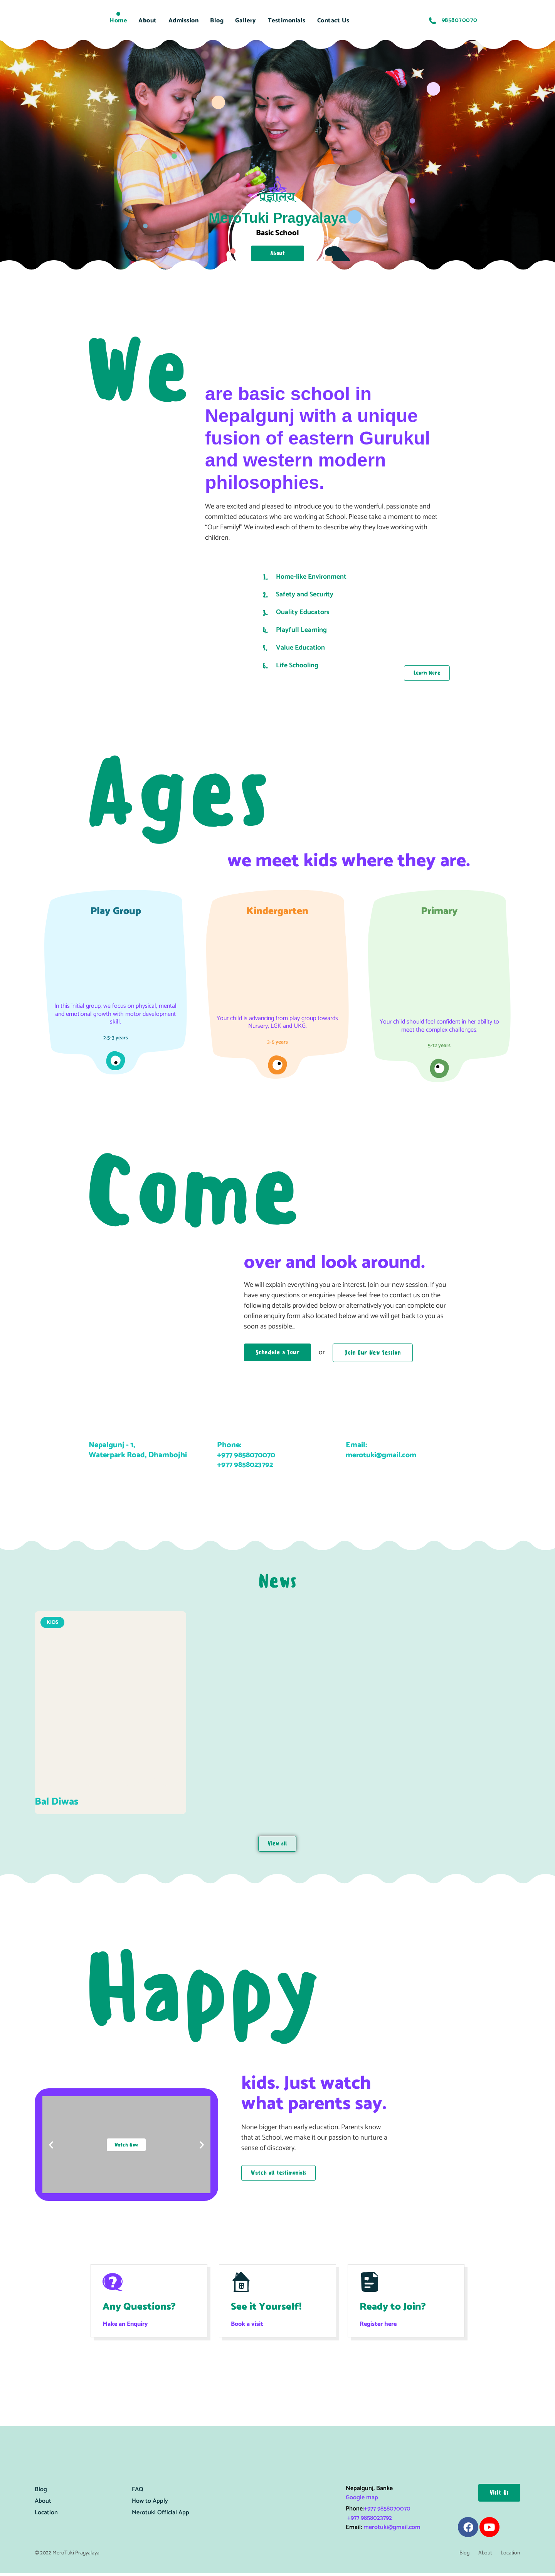 Home About Admission Blog Gallery Testimonials Contact Us 9858070070
प्रज्ञालय
MeroTuki Pragyalaya
Basic School
About
We
are basic school in
Nepalgunj with a unique
fusion of eastern Gurukul
and western modern
philosophies.
We are excited and pleased to introduce you to the wonderful, passionate and
committed educators who are working at School. Please take a moment to meet
"Our Family!" We invited each of them to describe why they love working with
children.
1. Home-like Environment
2. Safety and Security
3. Quality Educators
4. Playfull Learning
5. Value Education
6. Life Schooling
Learn More
Ages
we meet kids where they are.
Play Group
In this initial group, we focus on physical, mental
and emotional growth with motor development
skill.
2.5-3 years
Kindergarten
Your child is advancing from play group towards
Nursery, LGK and UKG.
3-5 years
Primary
Your child should feel confident in her ability to
meet the complex challenges.
5-12 years
Come
over and look around.
We will explain everything you are interest. Join our new session. If you
have any questions or enquiries please feel free to contact us on the
following details provided below or alternatively you can complete our
online enquiry form also located below and we will get back to you as
soon as possible...
Schedule a Tour or Join Our New Session
Nepalgunj - 1,
Waterpark Road, Dhambojhi
Phone:
+977 9858070070
+977 9858023792
Email:
merotuki@gmail.com
News
KIDS
Bal Diwas
View all
Happy
kids. Just watch
what parents say.
None bigger than early education. Parents know
that at School, we make it our passion to nurture a
sense of discovery.
Watch all testimonials
Watch Now
Any Questions?
Make an Enquiry
See it Yourself!
Book a visit
Ready to Join?
Register here
Blog
About
Location
FAQ
How to Apply
Merotuki Official App
Nepalgunj, Banke
Google map
Phone:+977 9858070070
+977 9858023792
Email: merotuki@gmail.com
Visit Us
© 2022 MeroTuki Pragyalaya
Blog About Location